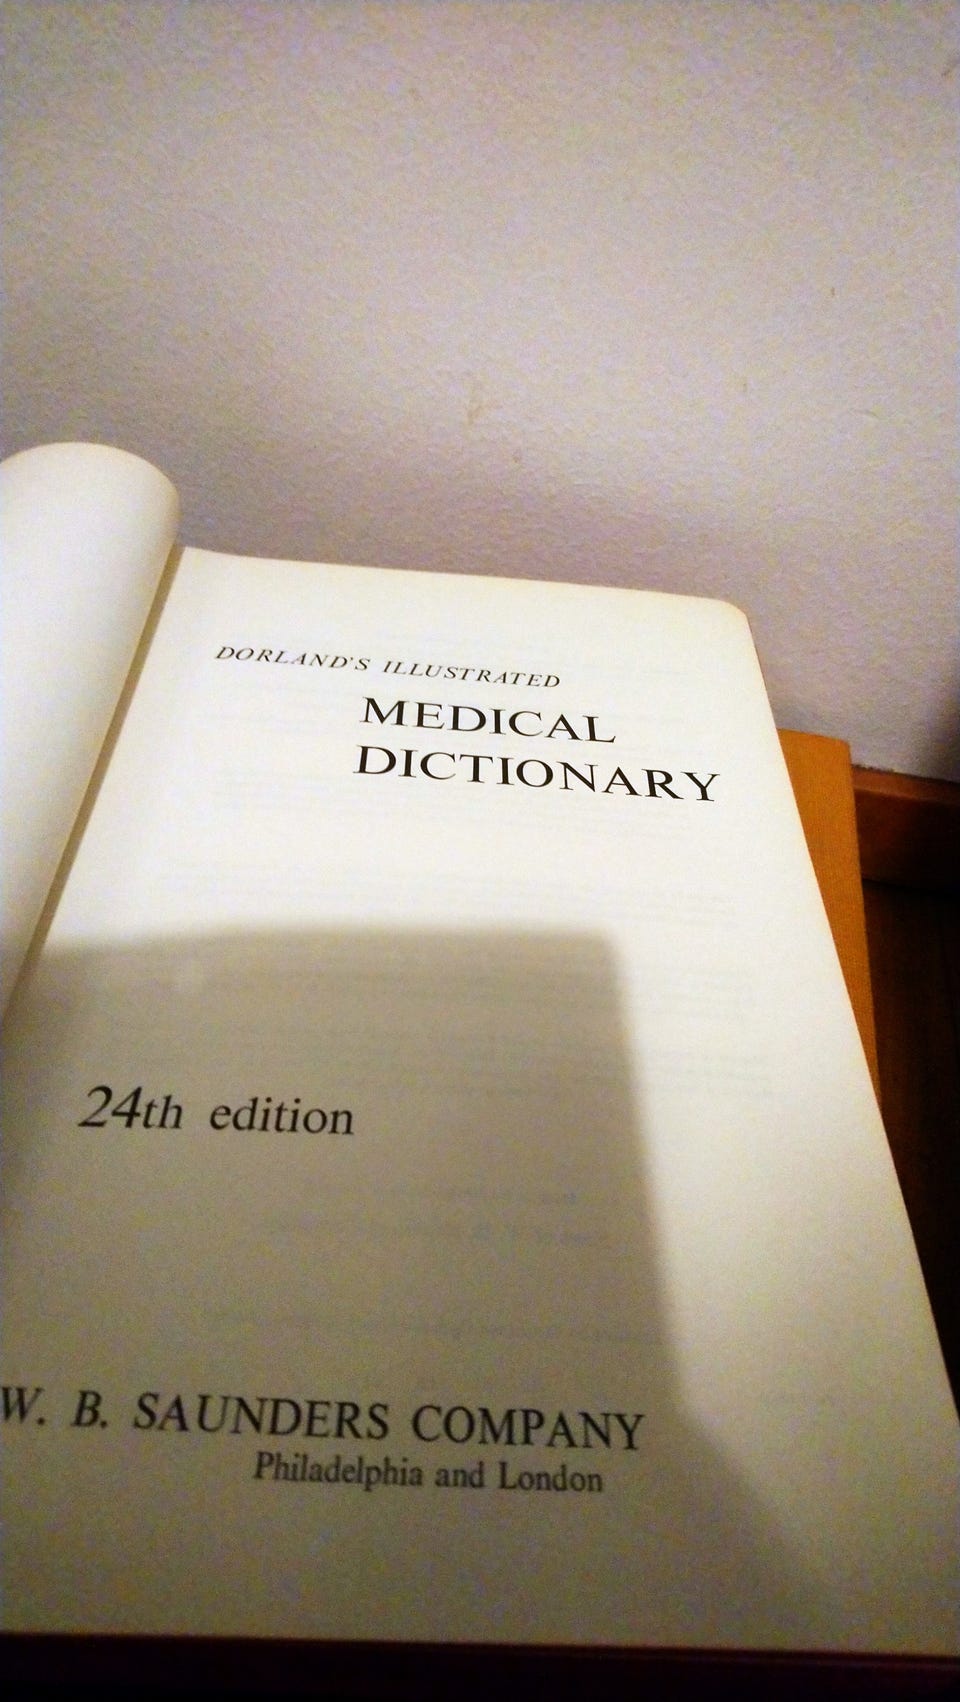 DORLAND'S ILLUSTRATED
MEDICAL
DICTIONARY
24th edition
W. B. SAUNDERS COMPANY
Philadelphia and London